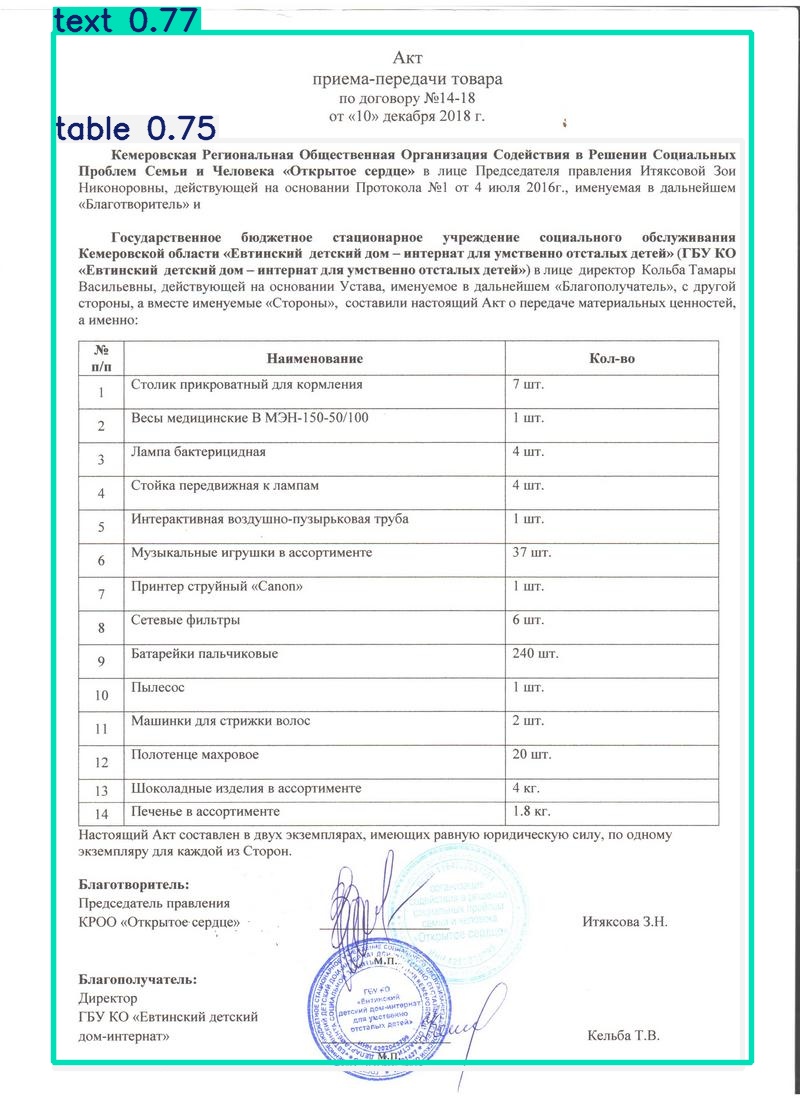 text 0.77
Акт
приема-передачи товара
по договору №14-18
от «10» декабря 2018 г.
table 0.75
Кемеровская Региональная Общественная Организация Содействия в Решении Социальных
Проблем Семьи и Человека «Открытое сердце» в лице Председателя правления Итяксовой Зои
Никоноровны, действующей на основании Протокола №1 от 4 июля 2016г., именуемая в дальнейшем
«Благотворитель» и
Государственное бюджетное стационарное учреждение социального обслуживания
Кемеровской области «Евтинский детский дом – интернат для умственно отсталых детей» (ГБУ КО
«Евтинский детский дом – интернат для умственно отсталых детей») в лице директор Кольба Тамары
Васильевны, действующей на основании Устава, именуемое в дальнейшем «Благополучатель», с другой
стороны, а вместе именуемые «Стороны», составили настоящий Акт о передаче материальных ценностей,
а именно:
№ п/п Наименование Кол-во
1 Столик прикроватный для кормления 7 шт.
2 Весы медицинские В МЭН-150-50/100 1 шт.
3 Лампа бактерицидная 4 шт.
4 Стойка передвижная к лампам 4 шт.
5 Интерактивная воздушно-пузырьковая труба 1 шт.
6 Музыкальные игрушки в ассортименте 37 шт.
7 Принтер струйный «Canon» 1 шт.
8 Сетевые фильтры 6 шт.
9 Батарейки пальчиковые 240 шт.
10 Пылесос 1 шт.
11 Машинки для стрижки волос 2 шт.
12 Полотенце махровое 20 шт.
13 Шоколадные изделия в ассортименте 4 кг.
14 Печенье в ассортименте 1.8 кг.
Настоящий Акт составлен в двух экземплярах, имеющих равную юридическую силу, по одному
экземпляру для каждой из Сторон.
Благотворитель:
Председатель правления
КРОО «Открытое сердце» Итяксова З.Н.
организация
содействия в решении
социальных проблем
семьи и человека
«Открытое сердце»
М.П.
Благополучатель:
Директор
ГБУ КО «Евтинский детский
дом-интернат» Кельба Т.В.
ГБУ КО
«Евтинский
детский дом-интернат
для умственно
отсталых детей»
М.П.